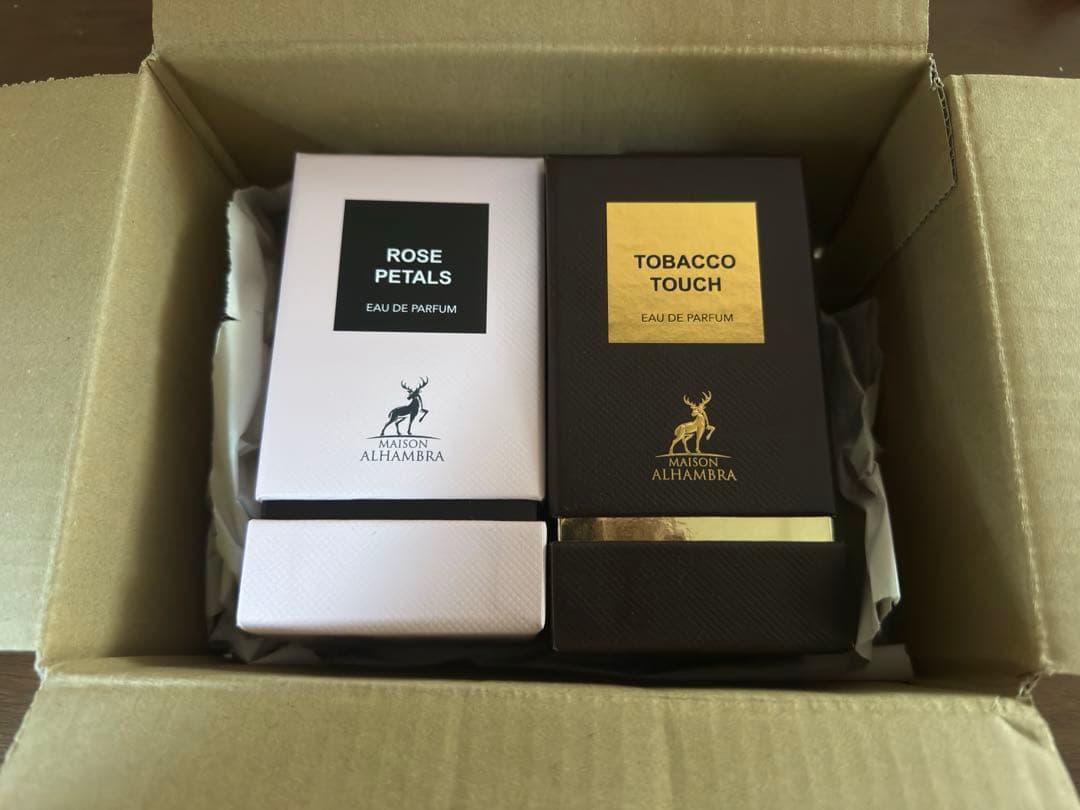 ROSE
PETALS
EAU DE PARFUM
MAISON
ALHAMBRA
TOBACCO
TOUCH
EAU DE PARFUM
MAISON
ALHAMBRA